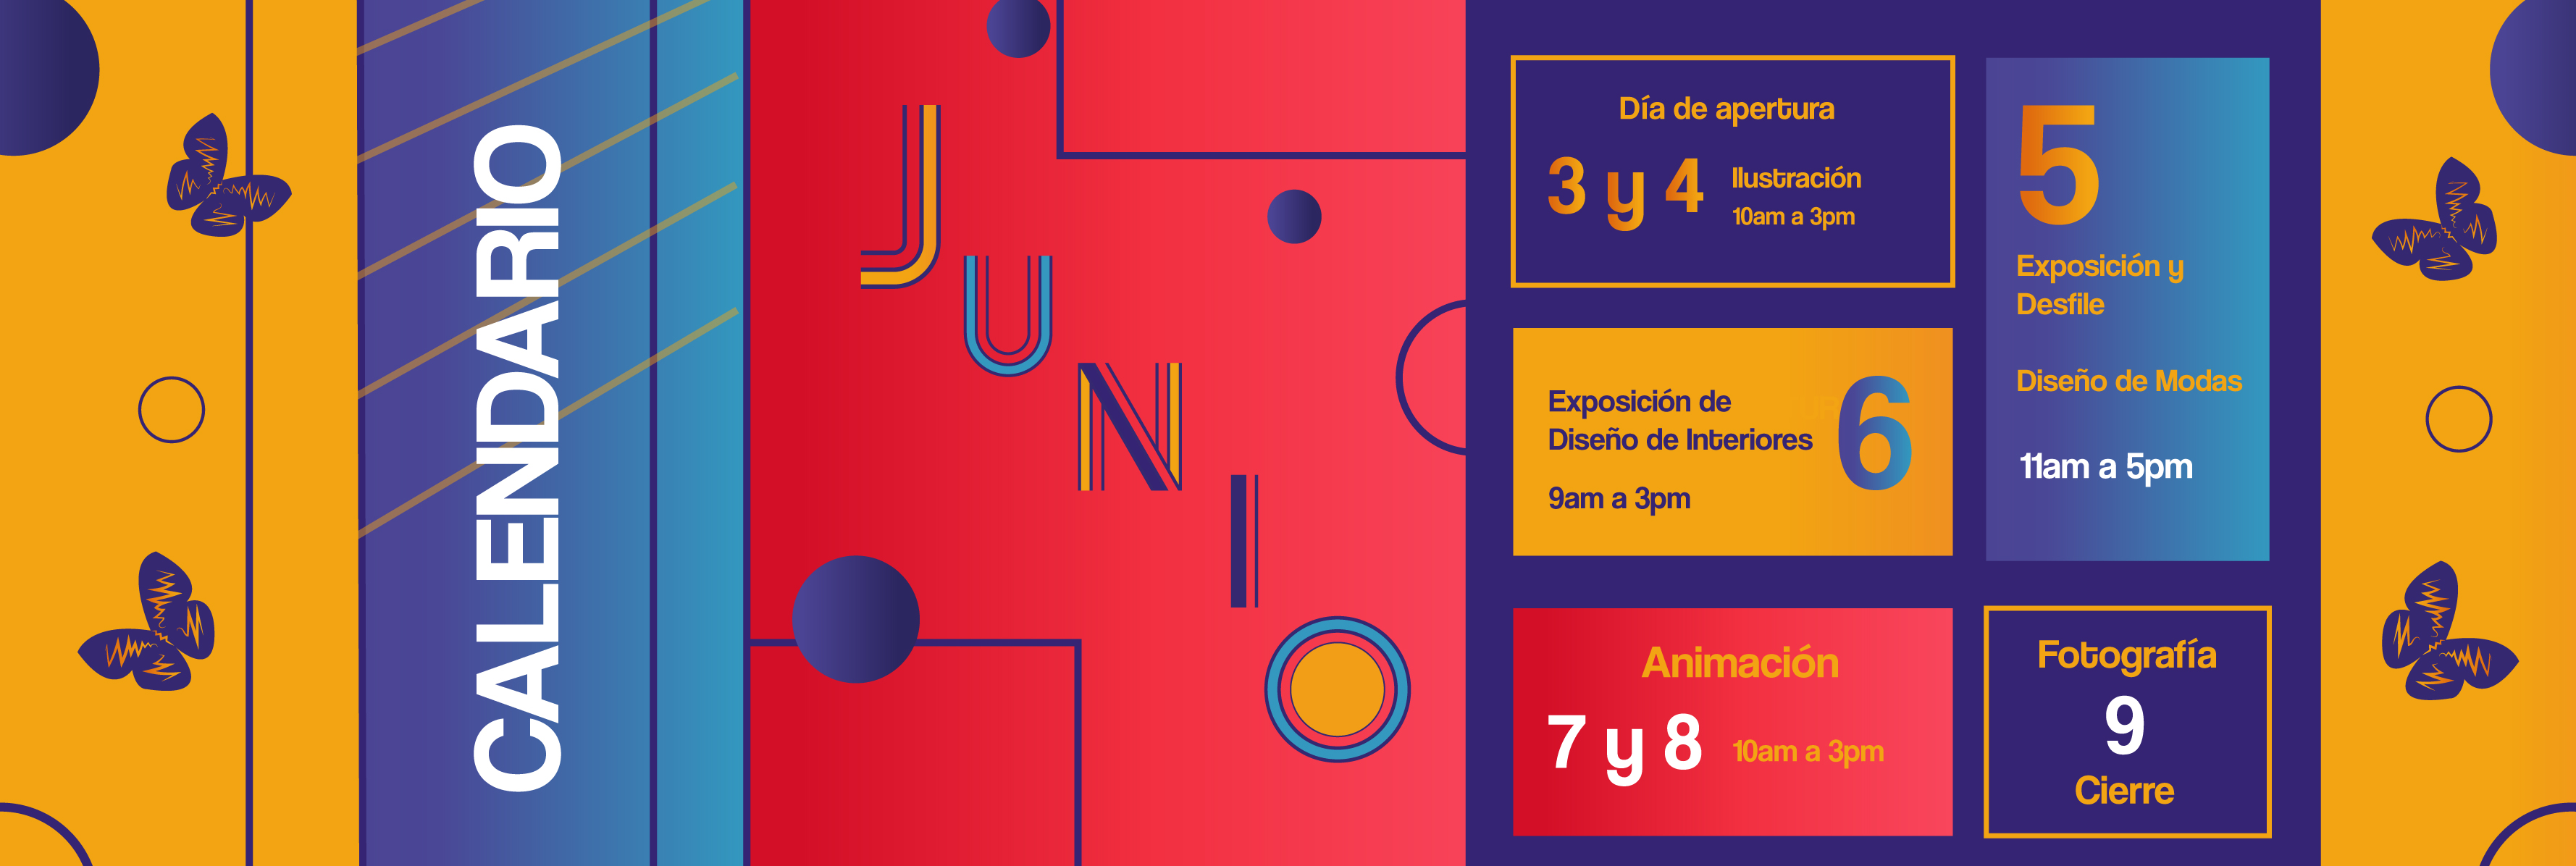 CALENDARIO
JUNIO
Día de apertura
3 y 4
Ilustración
10am a 3pm
5
Exposición y
Desfile
Diseño de Modas
11am a 5pm
Exposición de
Diseño de Interiores
9am a 3pm
6
Animación
7 y 8
10am a 3pm
Fotografía
9
Cierre